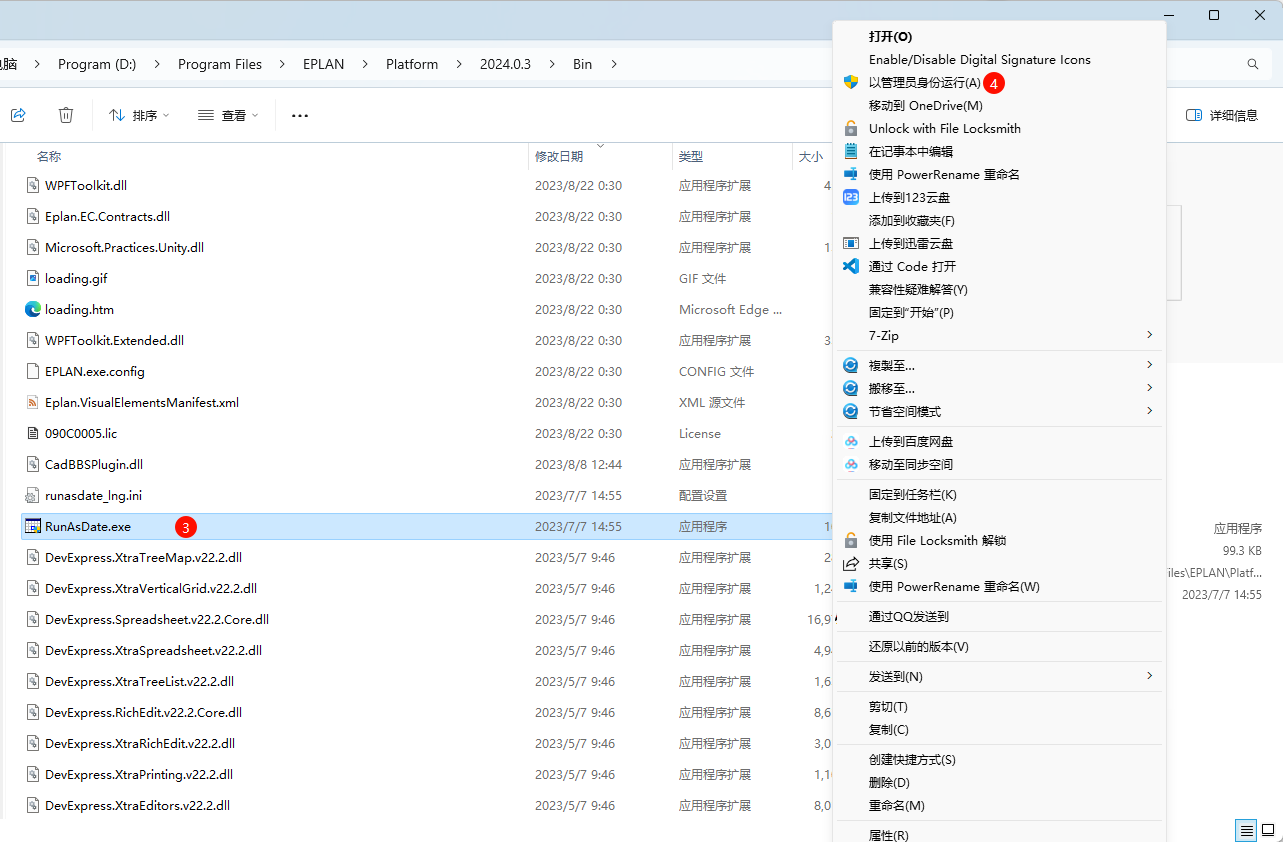 电脑 > Program (D:) > Program Files > EPLAN > Platform > 2024.0.3 > Bin >
排序 查看 ··· 详细信息
名称 修改日期 类型 大小
WPFToolkit.dll 2023/8/22 0:30 应用程序扩展 4
Eplan.EC.Contracts.dll 2023/8/22 0:30 应用程序扩展
Microsoft.Practices.Unity.dll 2023/8/22 0:30 应用程序扩展 1
loading.gif 2023/8/22 0:30 GIF 文件
loading.htm 2023/8/22 0:30 Microsoft Edge ...
WPFToolkit.Extended.dll 2023/8/22 0:30 应用程序扩展 3
EPLAN.exe.config 2023/8/22 0:30 CONFIG 文件
Eplan.VisualElementsManifest.xml 2023/8/22 0:30 XML 源文件
090C0005.lic 2023/8/22 0:30 License
CadBBSPlugin.dll 2023/8/8 12:44 应用程序扩展
runasdate_lng.ini 2023/7/7 14:55 配置设置
RunAsDate.exe 3 2023/7/7 14:55 应用程序 1
DevExpress.XtraTreeMap.v22.2.dll 2023/5/7 9:46 应用程序扩展 2
DevExpress.XtraVerticalGrid.v22.2.dll 2023/5/7 9:46 应用程序扩展 1,2
DevExpress.Spreadsheet.v22.2.Core.dll 2023/5/7 9:46 应用程序扩展 16,9
DevExpress.XtraSpreadsheet.v22.2.dll 2023/5/7 9:46 应用程序扩展 4,9
DevExpress.XtraTreeList.v22.2.dll 2023/5/7 9:46 应用程序扩展 1,6
DevExpress.RichEdit.v22.2.Core.dll 2023/5/7 9:46 应用程序扩展 8,6
DevExpress.XtraRichEdit.v22.2.dll 2023/5/7 9:46 应用程序扩展 3,0
DevExpress.XtraPrinting.v22.2.dll 2023/5/7 9:46 应用程序扩展 1,1
DevExpress.XtraEditors.v22.2.dll 2023/5/7 9:46 应用程序扩展 8,0
打开(O)
Enable/Disable Digital Signature Icons
以管理员身份运行(A) 4
移动到 OneDrive(M)
Unlock with File Locksmith
在记事本中编辑
使用 PowerRename 重命名
123 上传到123云盘
添加到收藏夹(F)
上传到迅雷云盘
通过 Code 打开
兼容性疑难解答(Y)
固定到“开始”(P)
7-Zip
複製至...
搬移至...
节省空间模式
上传到百度网盘
移动至同步空间
固定到任务栏(K)
复制文件地址(A)
使用 File Locksmith 解锁
共享(S)
使用 PowerRename 重命名(W)
通过QQ发送到
还原以前的版本(V)
发送到(N)
剪切(T)
复制(C)
创建快捷方式(S)
删除(D)
重命名(M)
属性(R)
应用程序
99.3 KB
iles\EPLAN\Platf...
2023/7/7 14:55